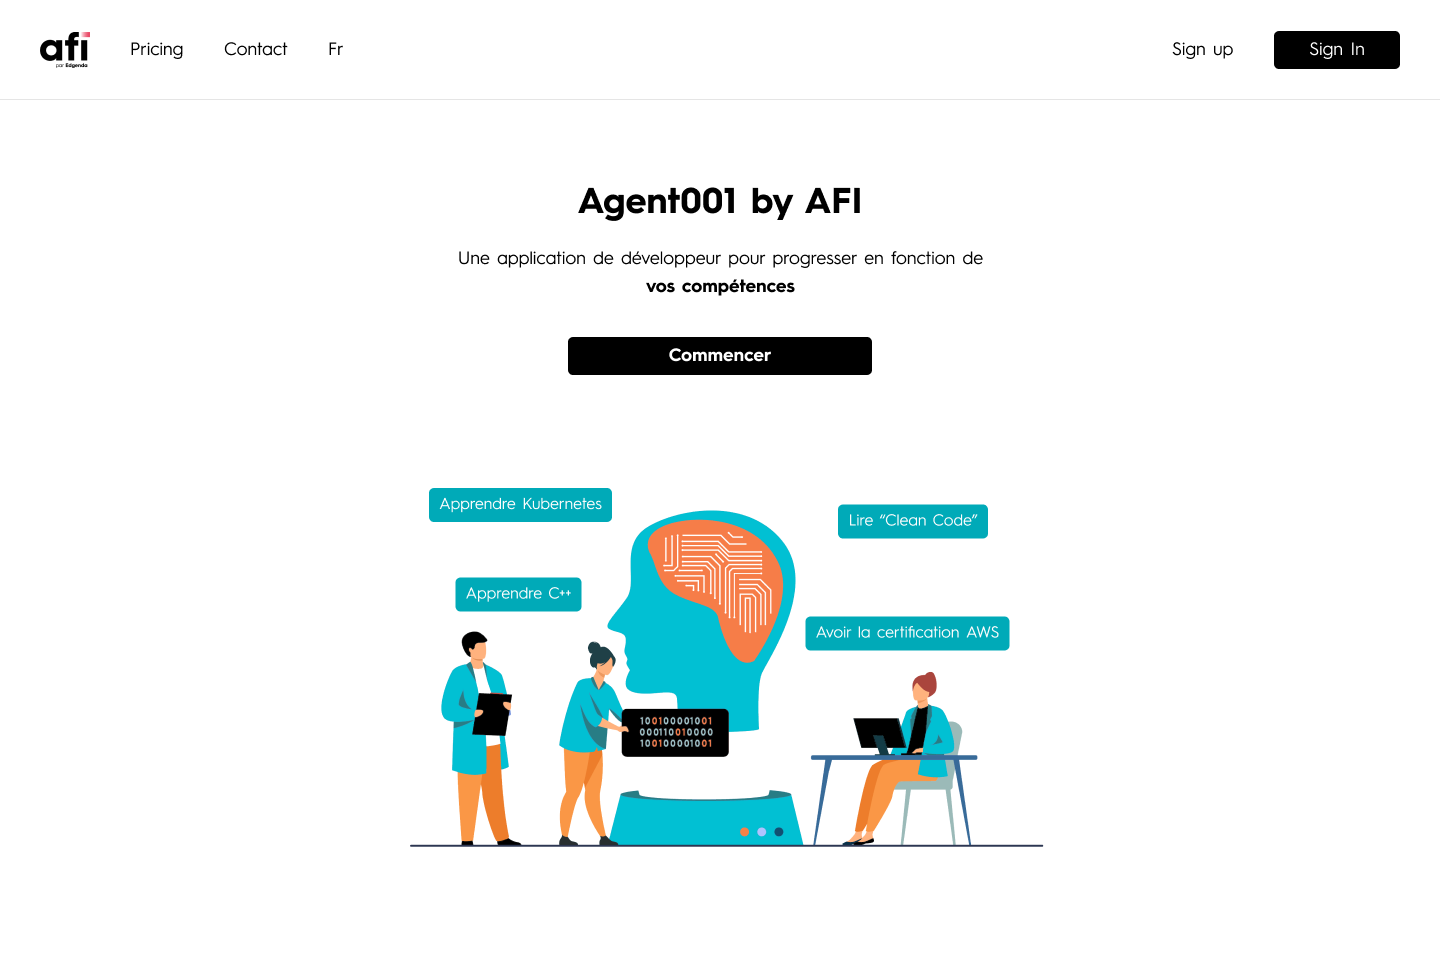 afi
par Edgenda
Pricing
Contact
Fr
Sign up
Sign In
Agent001 by AFI
Une application de développeur pour progresser en fonction de
vos compétences
Commencer
Apprendre Kubernetes
Lire “Clean Code”
Apprendre C++
Avoir la certification AWS
100100001001
000110010000
100100001001